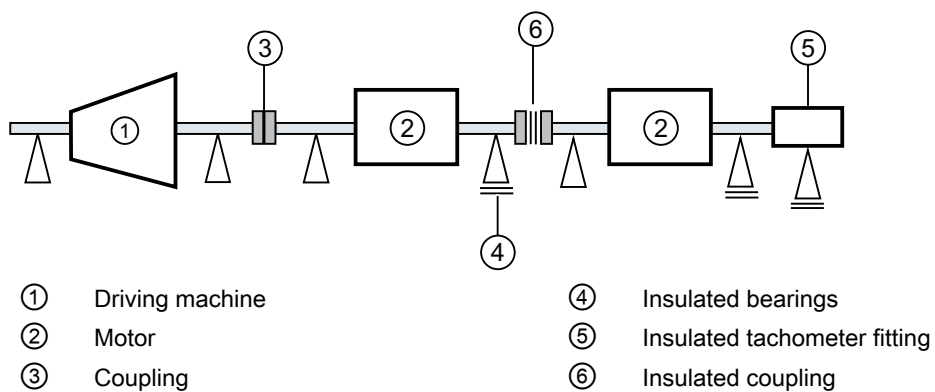 ③ ⑥ ⑤
① ② ②
④
① Driving machine ④ Insulated bearings
② Motor ⑤ Insulated tachometer fitting
③ Coupling ⑥ Insulated coupling